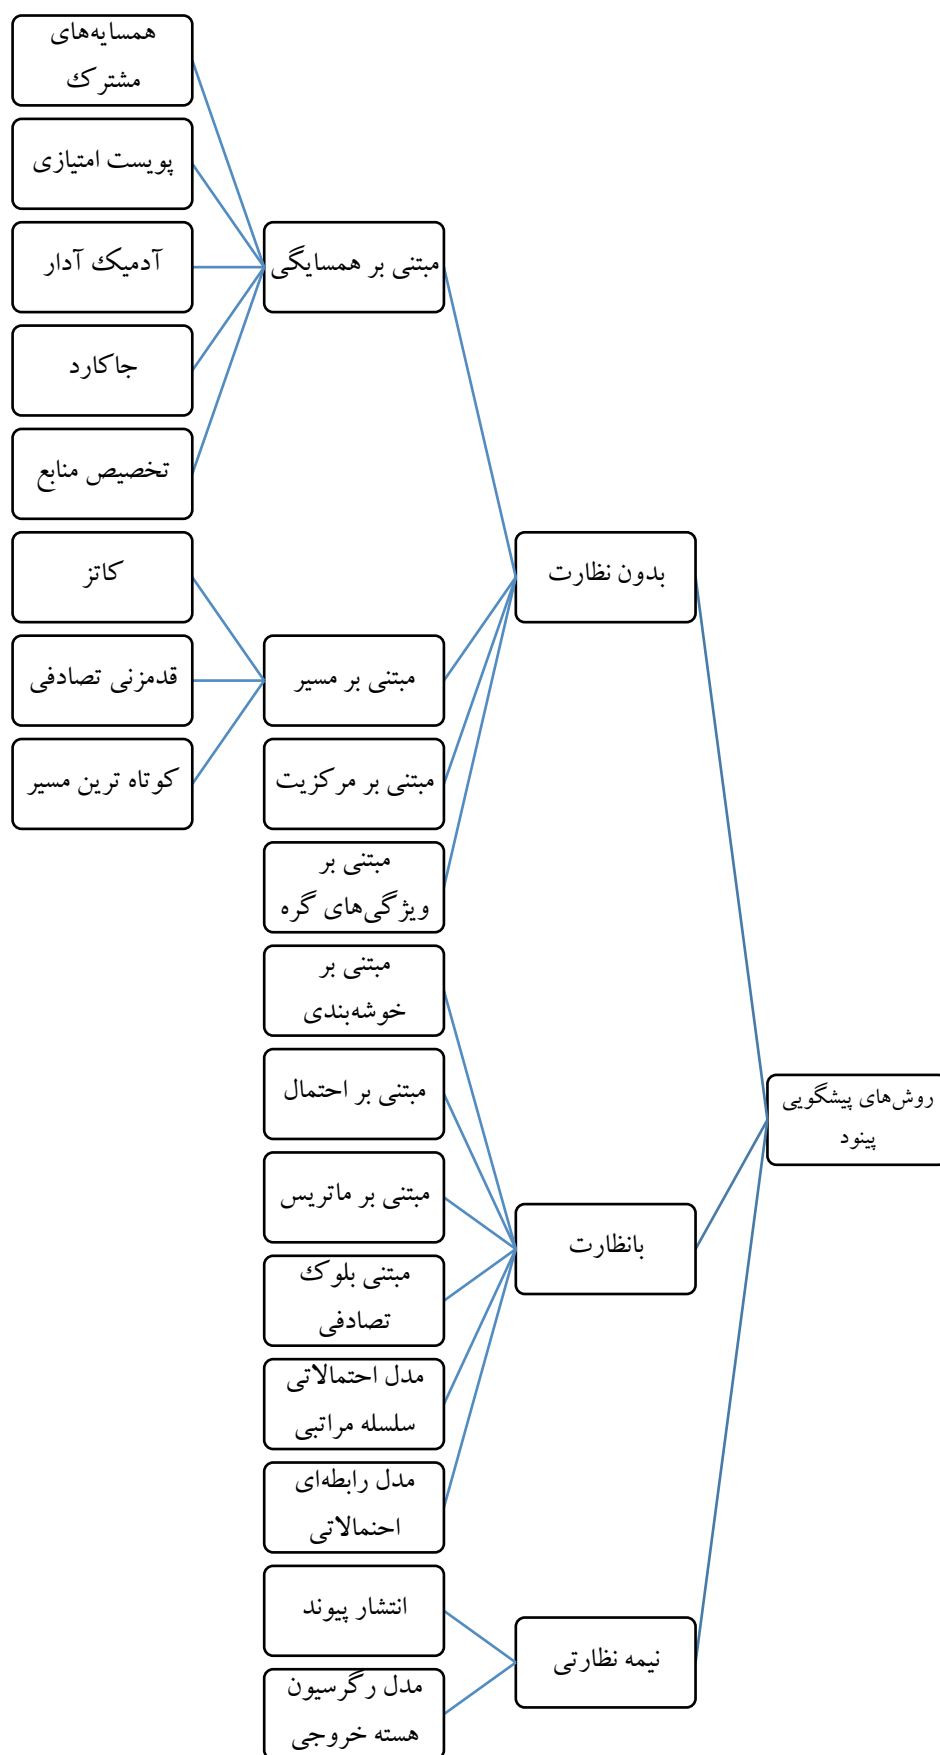 همسایه‌های
مشترک
پویست امتیازی
آدمیک آدار
جاکارد
تخصیص منابع
کاتز
قدمزنی تصادفی
کوتاه ترین مسیر
مبتنی بر همسایگی
مبتنی بر مسیر
مبتنی بر مرکزیت
مبتنی بر
ویژگی‌های گره
مبتنی بر
خوشه‌بندی
مبتنی بر احتمال
مبتنی بر ماتریس
مبتنی بلوک
تصادفی
مدل احتمالاتی
سلسله مراتبی
مدل رابطه‌ای
احنمالاتی
انتشار پیوند
مدل رگرسیون
هسته خروجی
بدون نظارت
بانظارت
نیمه نظارتی
روش‌های پیشگویی
پینود